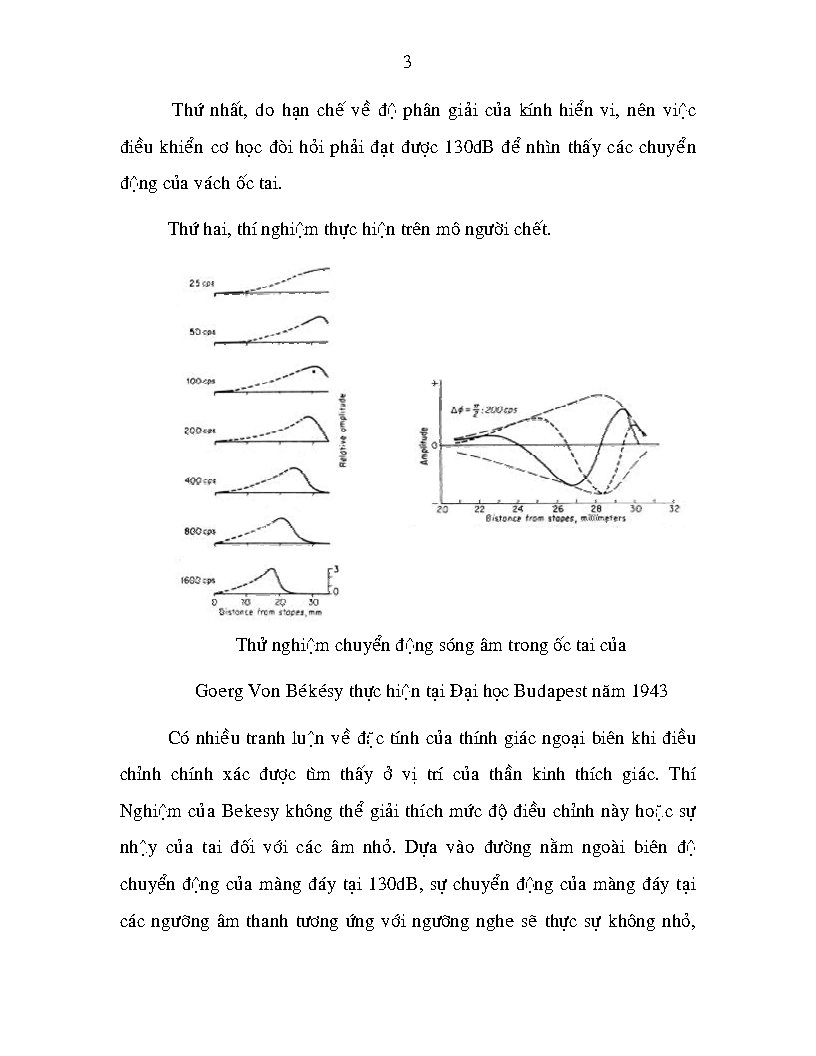 3
Thứ nhất, do hạn chế về độ phân giải của kính hiển vi, nên việc
điều khiển cơ học đòi hỏi phải đạt được 130dB để nhìn thấy các chuyển
động của vách ốc tai.
Thứ hai, thí nghiệm thực hiện trên mô người chết.
25 cps
50 cps
100 cps
200 cps
400 cps
800 cps
1600 cps
Relative amplitude
3
0
0 10 20 30
Distance from stapes, mm
+
Δϕ = π/2 : 200 cps
Amplitude
0
20 22 24 26 28 30 32
Distance from stapes, millimeters
Thử nghiệm chuyển động sóng âm trong ốc tai của
Goerg Von Békésy thực hiện tại Đại học Budapest năm 1943
Có nhiều tranh luận về đặc tính của thính giác ngoại biên khi điều
chỉnh chính xác được tìm thấy ở vị trí của thần kinh thích giác. Thí
Nghiệm của Bekesy không thể giải thích mức độ điều chỉnh này hoặc sự
nhậy của tai đối với các âm nhỏ. Dựa vào đường nằm ngoài biên độ
chuyển động của màng đáy tại 130dB, sự chuyển động của màng đáy tại
các ngưỡng âm thanh tương ứng với ngưỡng nghe sẽ thực sự không nhỏ,